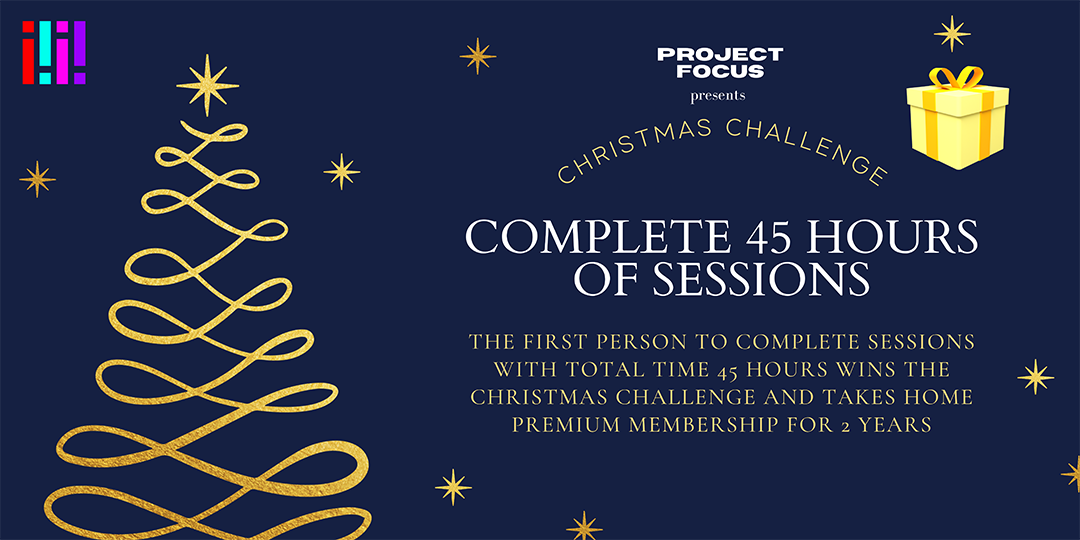 PROJECT
FOCUS
presents
CHRISTMAS CHALLENGE
COMPLETE 45 HOURS
OF SESSIONS
THE FIRST PERSON TO COMPLETE SESSIONS
WITH TOTAL TIME 45 HOURS WINS THE
CHRISTMAS CHALLENGE AND TAKES HOME
PREMIUM MEMBERSHIP FOR 2 YEARS